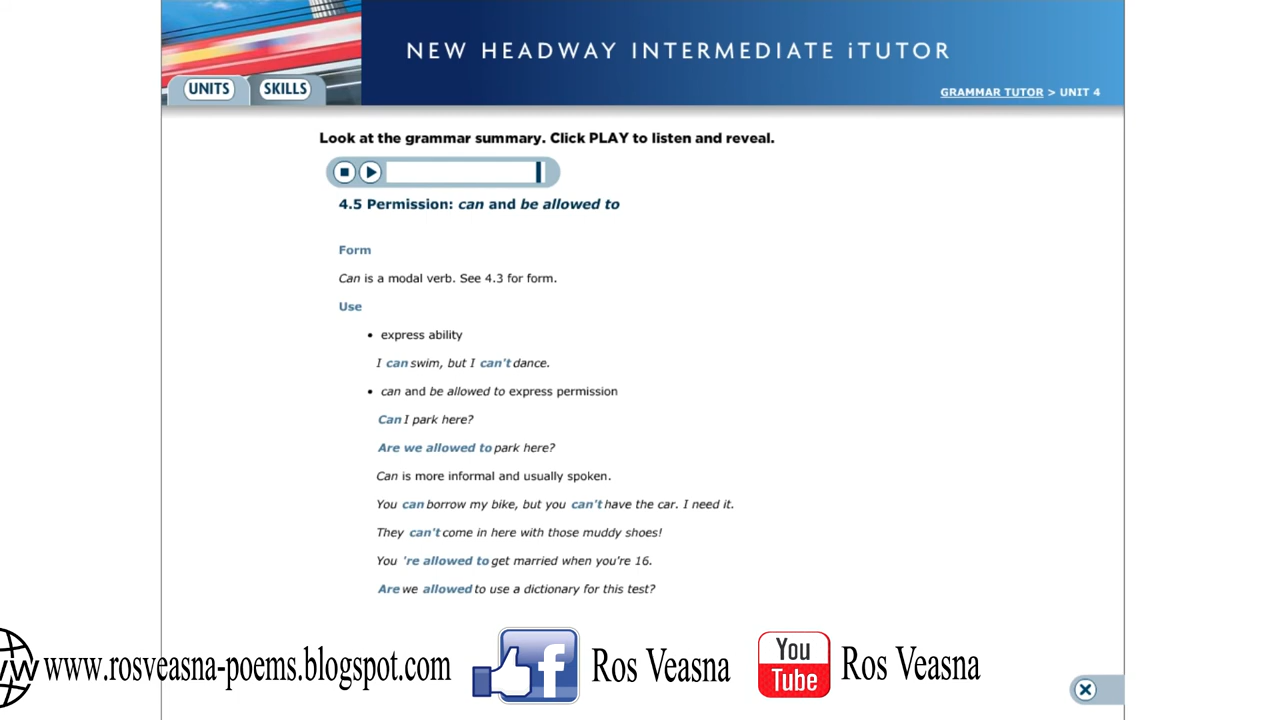 NEW HEADWAY INTERMEDIATE iTUTOR
UNITS
SKILLS
GRAMMAR TUTOR > UNIT 4
Look at the grammar summary. Click PLAY to listen and reveal.
4.5 Permission: can and be allowed to
Form
Can is a modal verb. See 4.3 for form.
Use
• express ability
I can swim, but I can't dance.
• can and be allowed to express permission
Can I park here?
Are we allowed to park here?
Can is more informal and usually spoken.
You can borrow my bike, but you can't have the car. I need it.
They can't come in here with those muddy shoes!
You 're allowed to get married when you're 16.
Are we allowed to use a dictionary for this test?
www.rosveasna-poems.blogspot.com
f
Ros Veasna
You
Tube
Ros Veasna